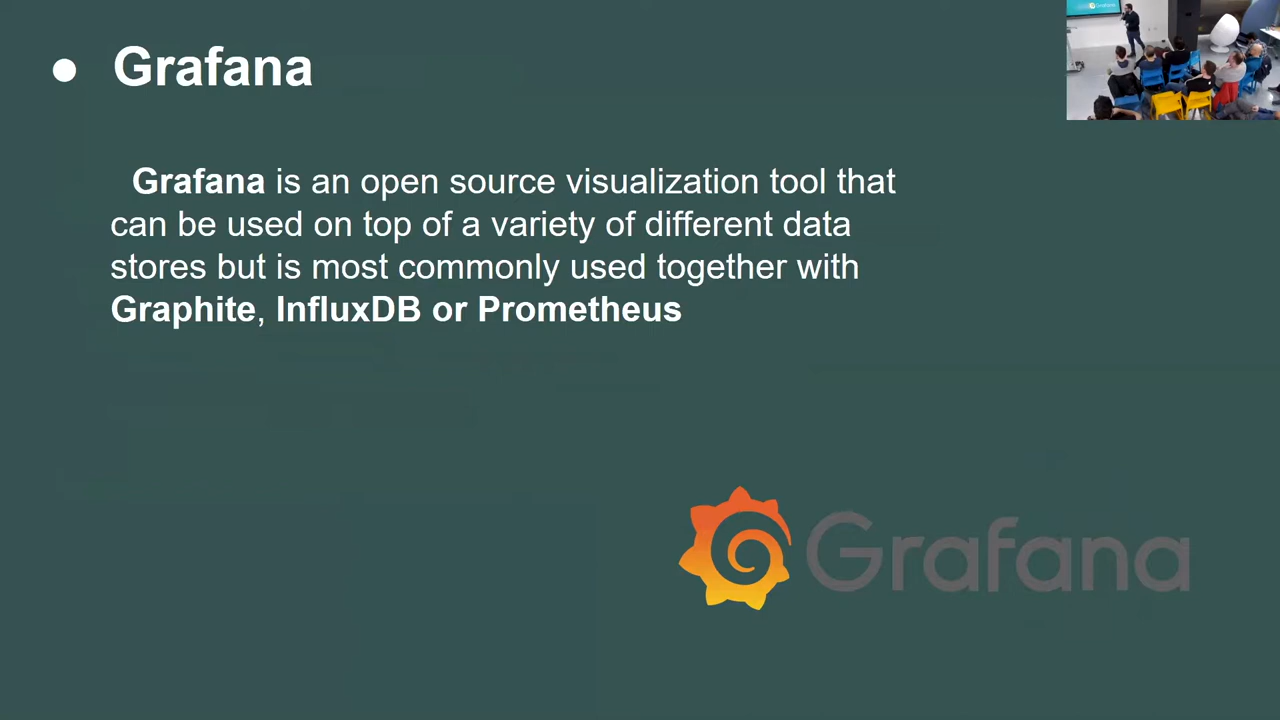 ● Grafana
Grafana is an open source visualization tool that
can be used on top of a variety of different data
stores but is most commonly used together with
Graphite, InfluxDB or Prometheus
Grafana
Grafana